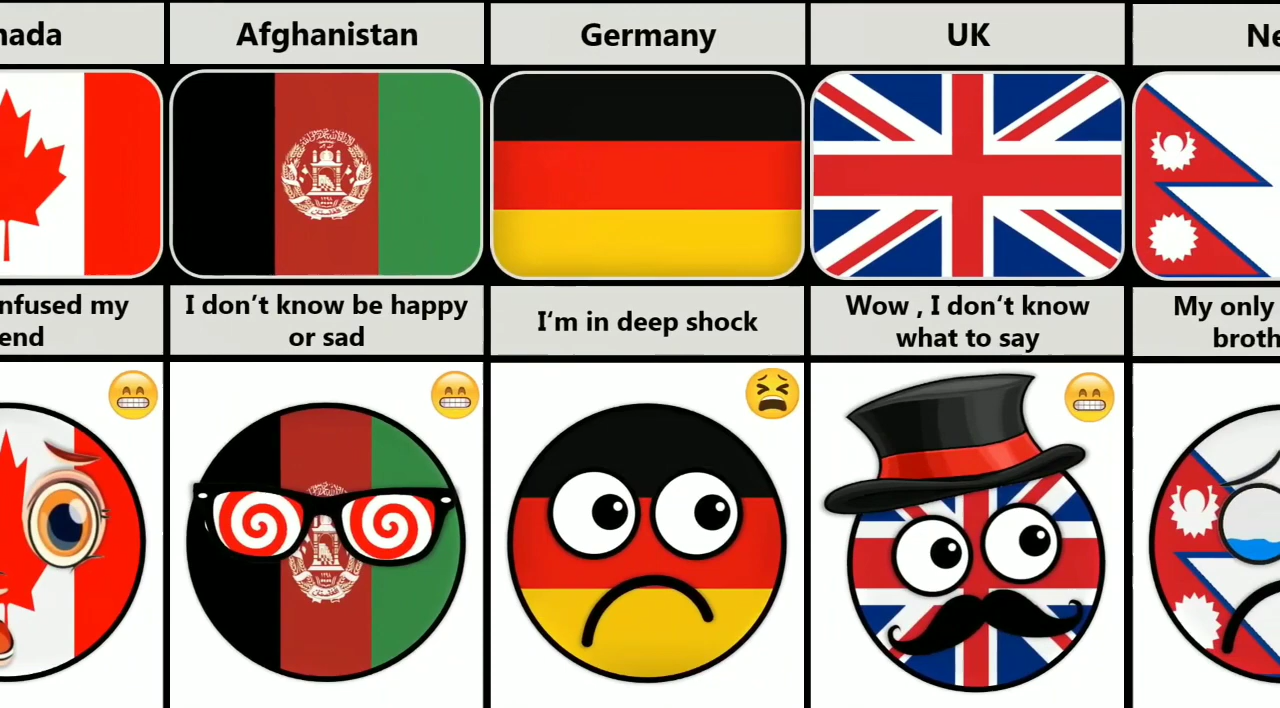 nada
Afghanistan
Germany
UK
Ne
nfused my
end
I don’t know be happy
or sad
I‘m in deep shock
Wow , I don‘t know
what to say
My only
broth